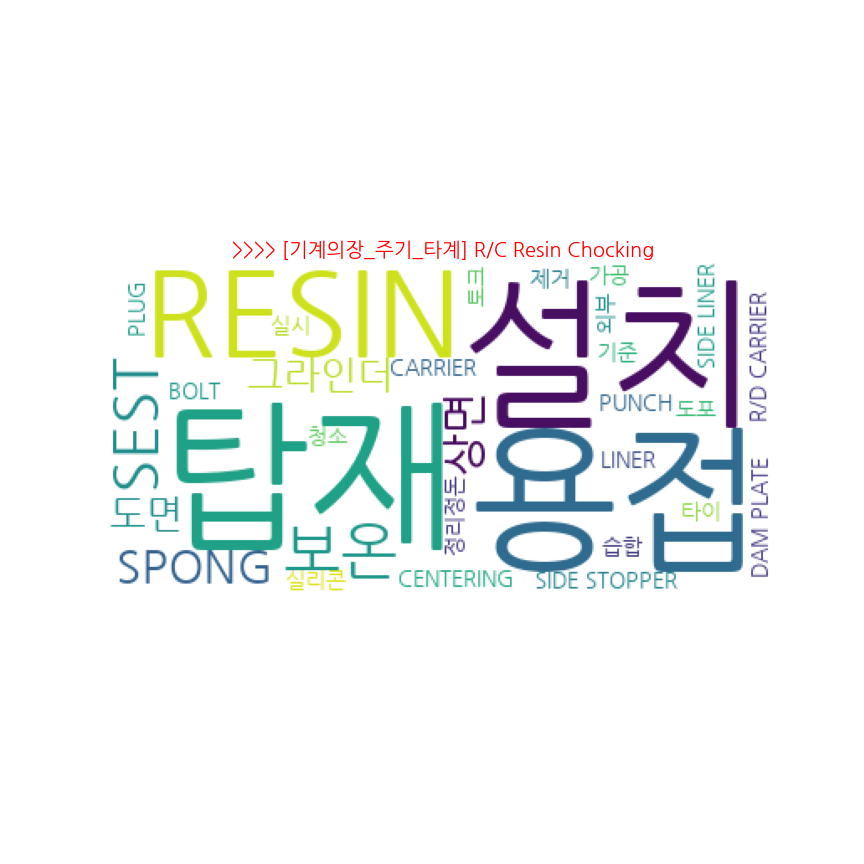 >>>> [기계의장_주기_타계] R/C Resin Chocking
PLUG
RESIN
실시
토크
제거
가공
외부
SIDE LINER
설치
기준
R/D CARRIER
SEST
BOLT
그라인더
CARRIER
PUNCH
도포
탑재
청소
상면
용접
LINER
도면
정리정돈
타이
DAM PLATE
SPONG
보온
습합
실리콘
CENTERING
SIDE STOPPER